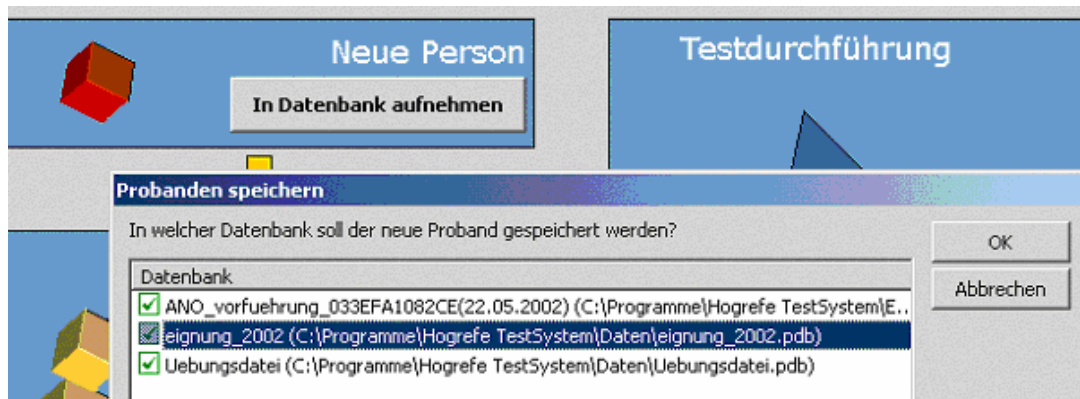 Neue Person
In Datenbank aufnehmen
Testdurchführung
Probanden speichern
In welcher Datenbank soll der neue Proband gespeichert werden?
OK
Abbrechen
Datenbank
ANO_vorfuehrung_033EFA1082CE(22.05.2002) (C:\Programme\Hogrefe TestSystem\E..
eignung_2002 (C:\Programme\Hogrefe TestSystem\Daten\eignung_2002.pdb)
Uebungsdatei (C:\Programme\Hogrefe TestSystem\Daten\Uebungsdatei.pdb)